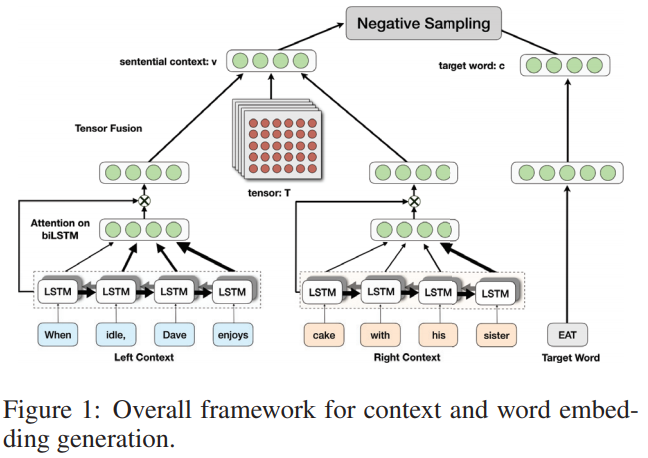 Negative Sampling
sentential context: v
target word: c
Tensor Fusion
tensor: T
Attention on
biLSTM
LSTM LSTM LSTM LSTM LSTM LSTM LSTM LSTM
When idle, Dave enjoys cake with his sister EAT
Left Context Right Context Target Word
Figure 1: Overall framework for context and word embed-
ding generation.